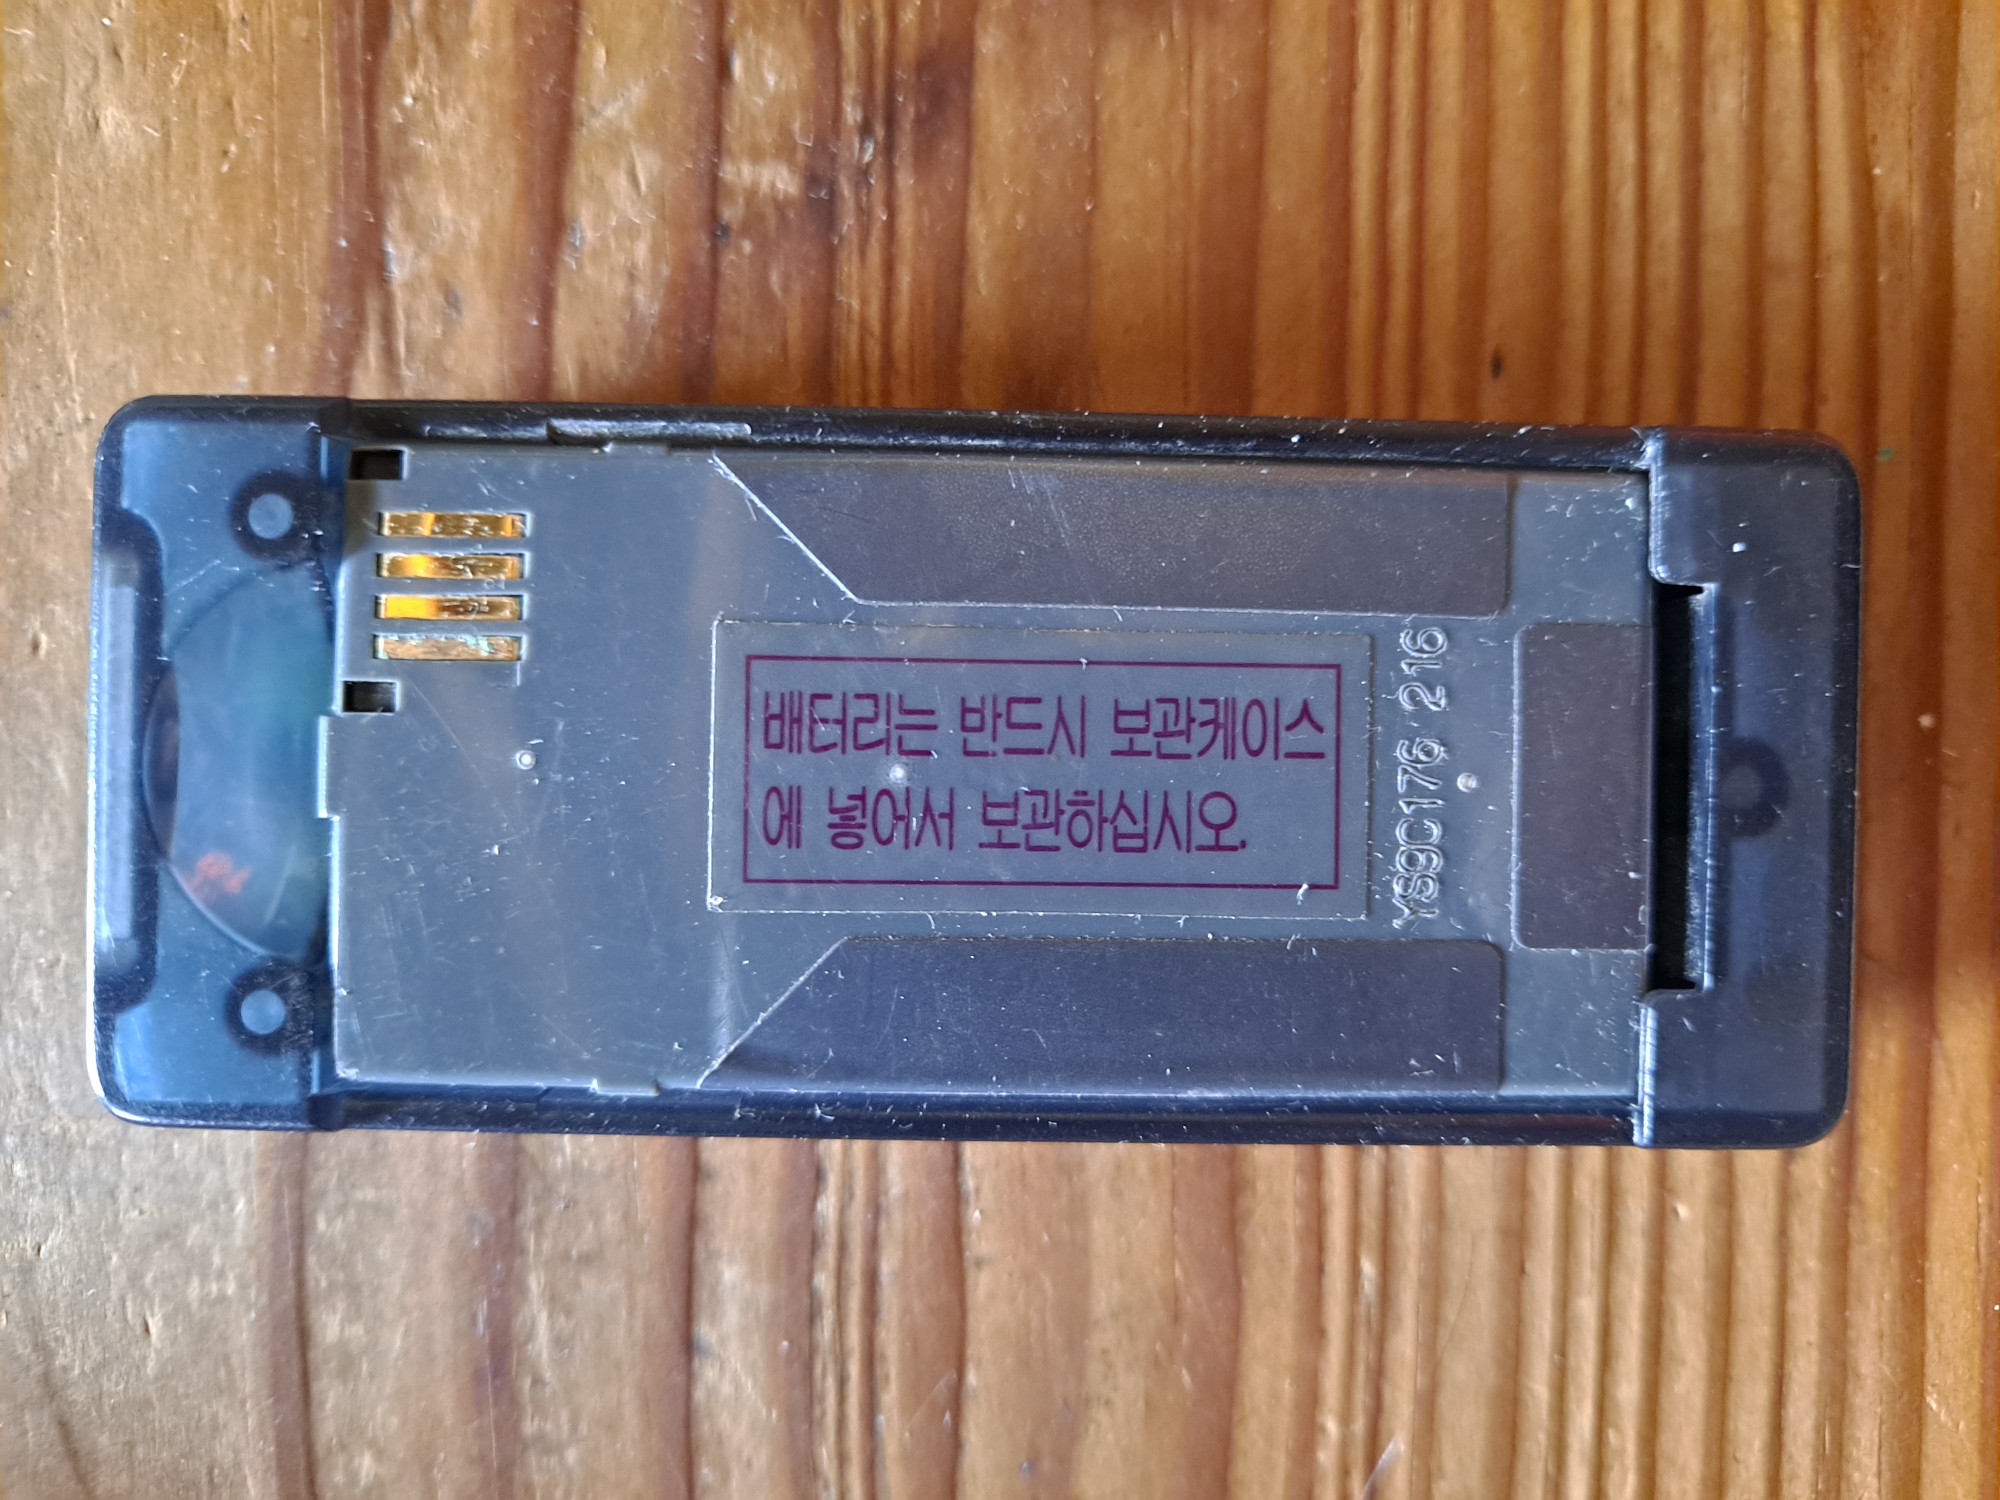 배터리는 반드시 보관케이스
에 넣어서 보관하십시오.
YS9C176 216